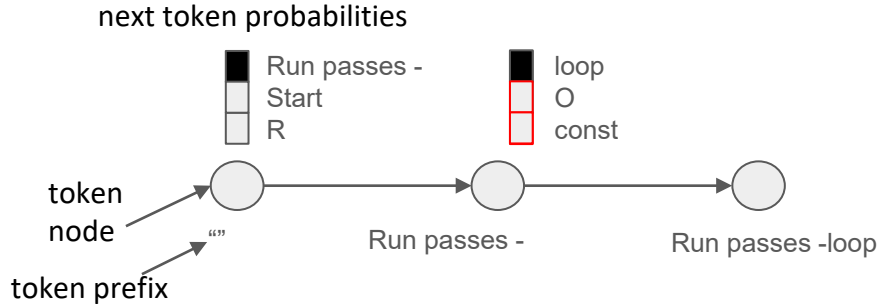 next token probabilities
Run passes -
Start
R
loop
O
const
token
node
“”
Run passes -
Run passes -loop
token prefix